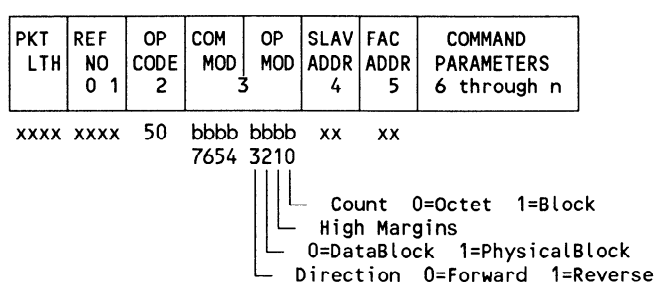 PKT REF OP COM OP SLAV FAC COMMAND
LTH NO CODE MOD MOD ADDR ADDR PARAMETERS
0 1 2 3 4 5 6 through n
xxxx xxxx 50 bbbb bbbb xx xx
7654 3210
Count 0=Octet 1=Block
High Margins
0=DataBlock 1=PhysicalBlock
Direction 0=Forward 1=Reverse